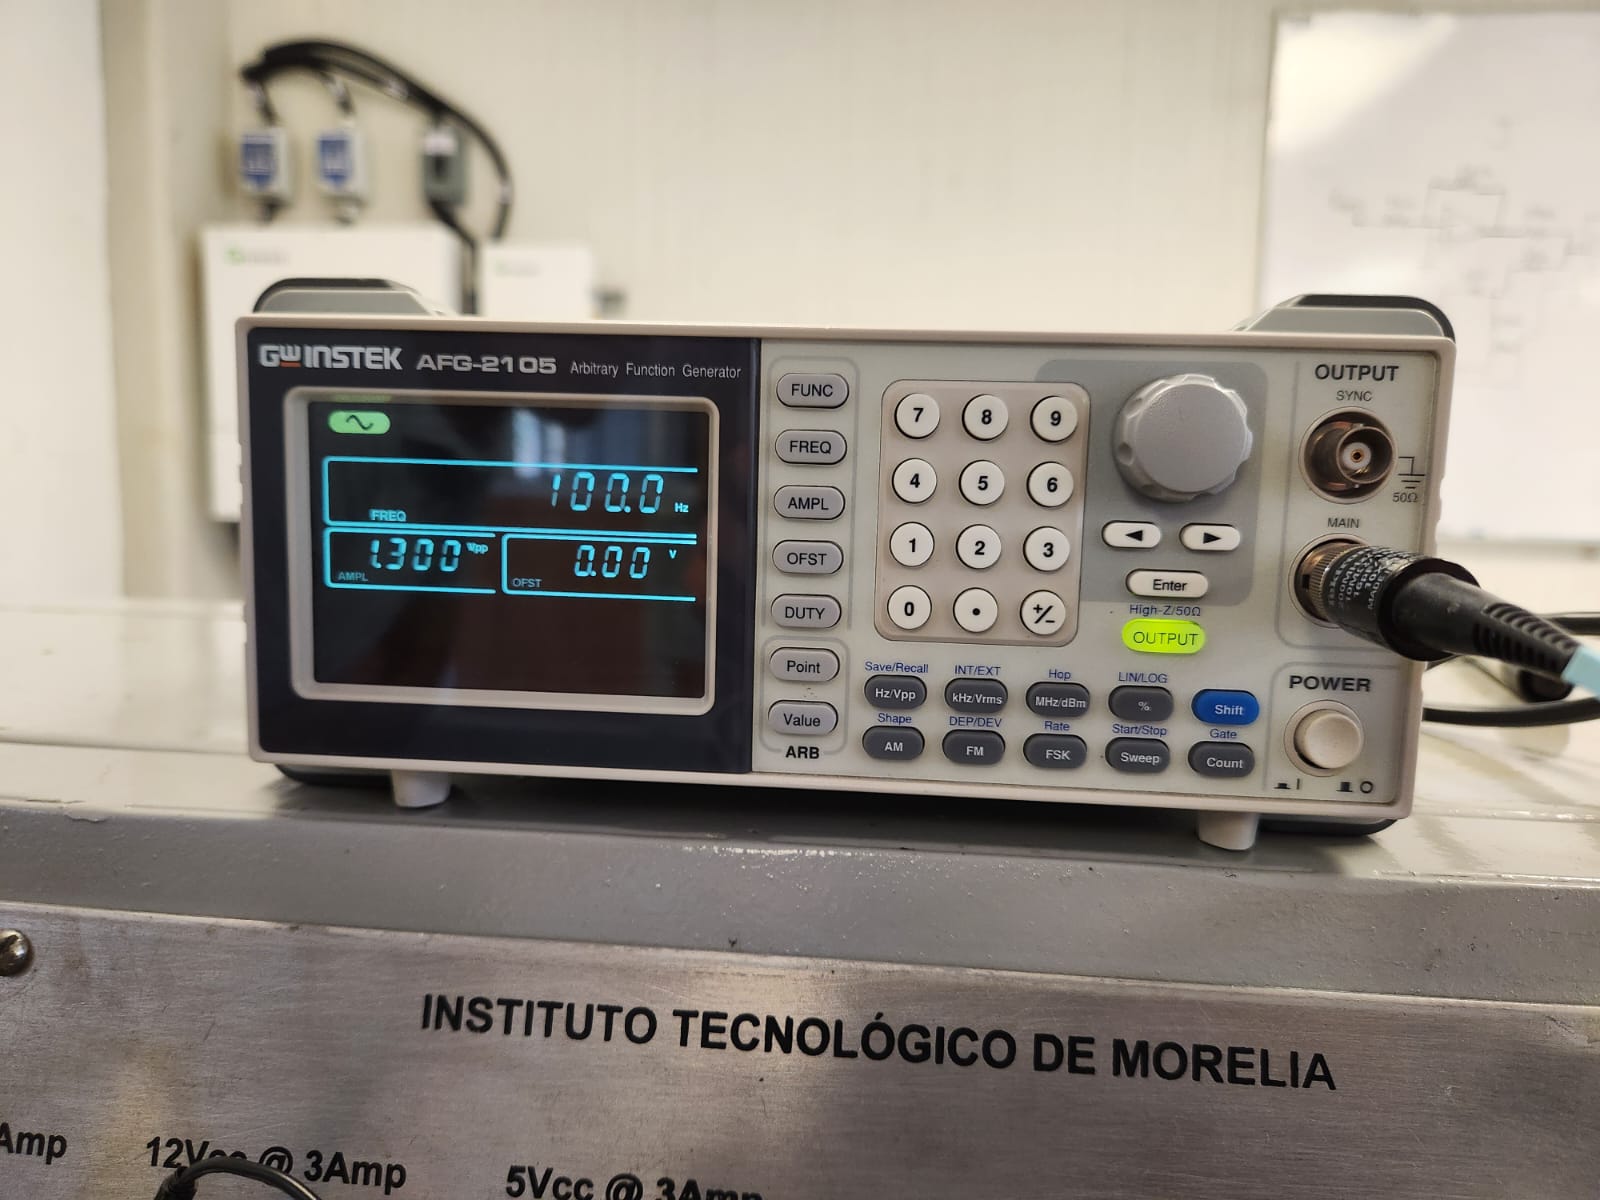 GWINSTEK AFG-2105 Arbitrary Function Generator
100.0 Hz
FREQ
1.300 Vpp
AMPL
0.00 V
OFST
FUNC
FREQ
AMPL
OFST
DUTY
Point
Value
ARB
7 8 9
4 5 6
1 2 3
0 • +/-
Enter
High-Z/50Ω
OUTPUT
Save/Recall INT/EXT Hop LIN/LOG
Hz/Vpp kHz/Vrms MHz/dBm % Shift
Shape DEP/DEV Rate Start/Stop Gate
AM FM FSK Sweep Count
OUTPUT
SYNC
50Ω
MAIN
POWER
INSTITUTO TECNOLÓGICO DE MORELIA
Amp
12Vcc @ 3Amp
5Vcc @ 3Amp